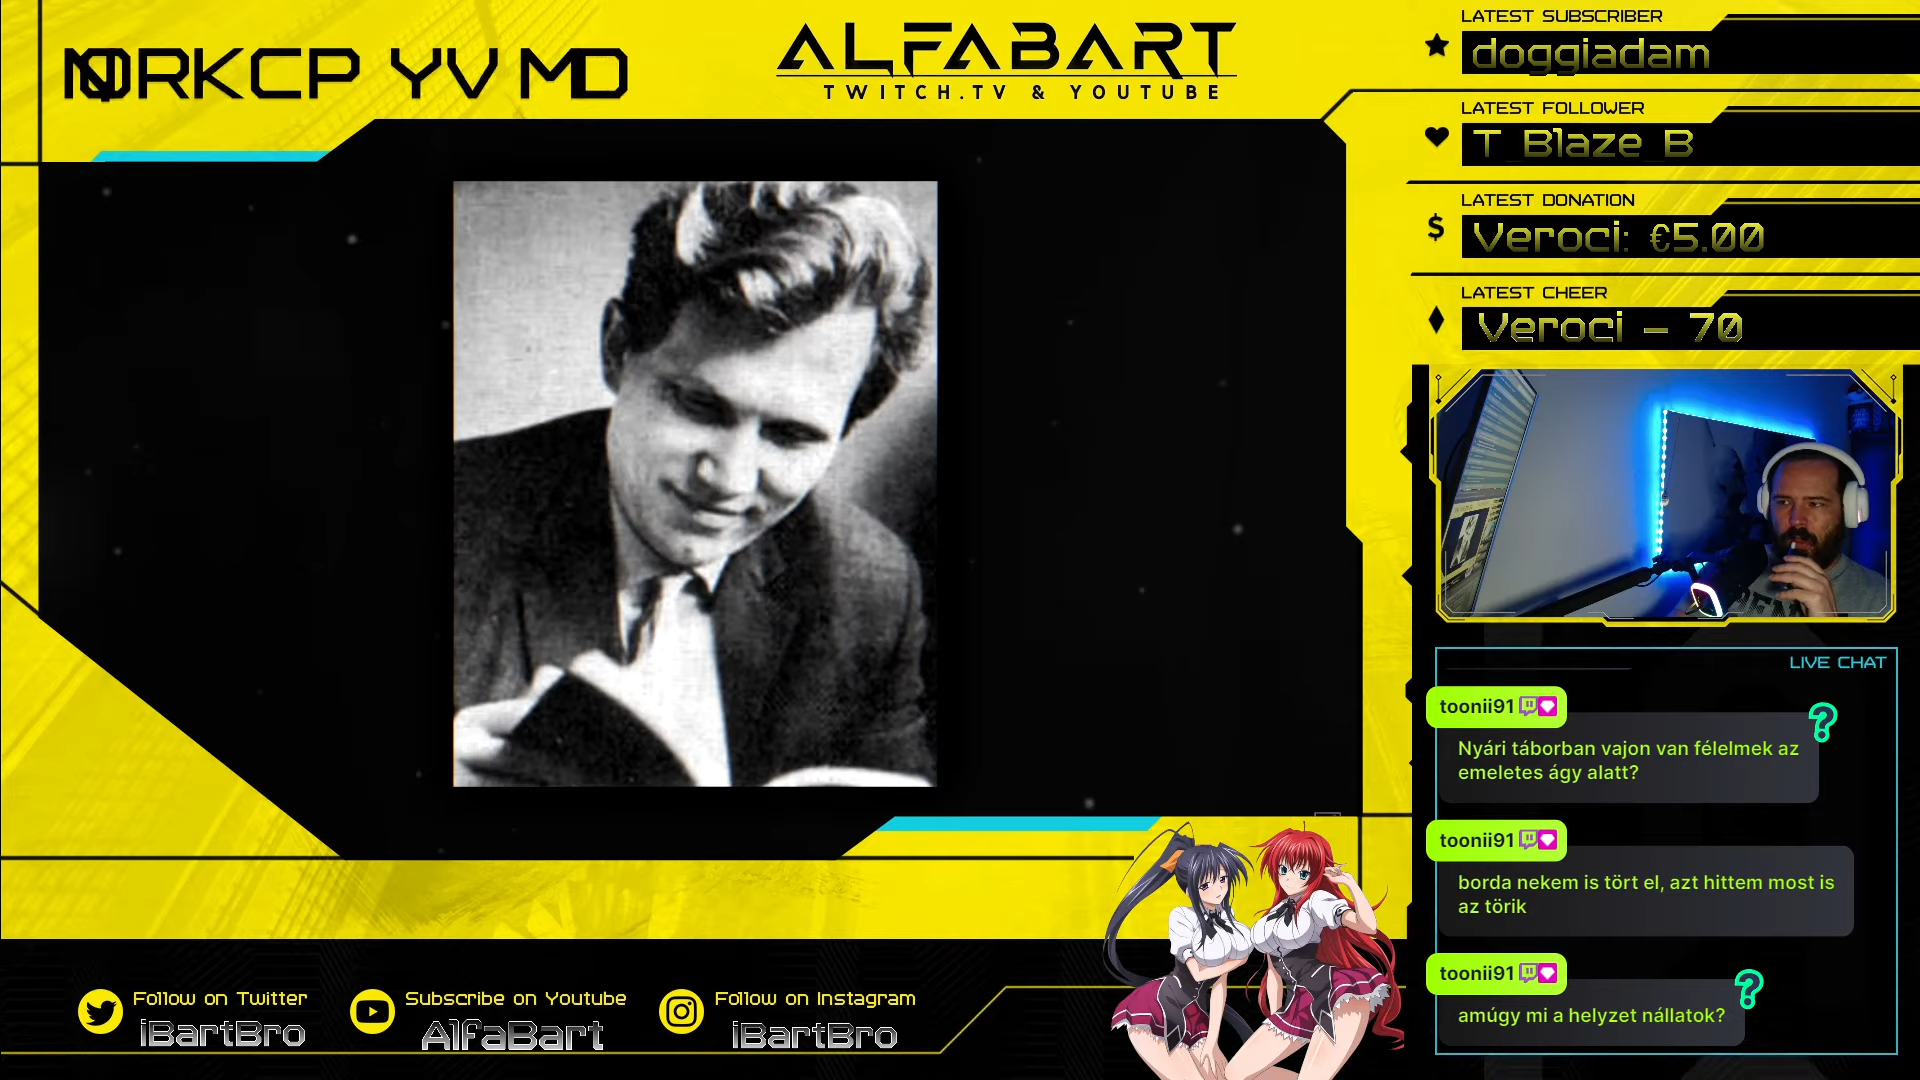 ALFABART
TWITCH.TV & YOUTUBE
LATEST SUBSCRIBER
doggiadam
LATEST FOLLOWER
T_Blaze_B
LATEST DONATION
Veroci: €5.00
LATEST CHEER
Veroci - 70
LIVE CHAT
toonii91
Nyári táborban vajon van félelmek az
emeletes ágy alatt?
toonii91
borda nekem is tört el, azt hittem most is
az törik
toonii91
amúgy mi a helyzet nállatok?
Follow on Twitter
iBartBro
Subscribe on Youtube
AlfaBart
Follow on Instagram
iBartBro